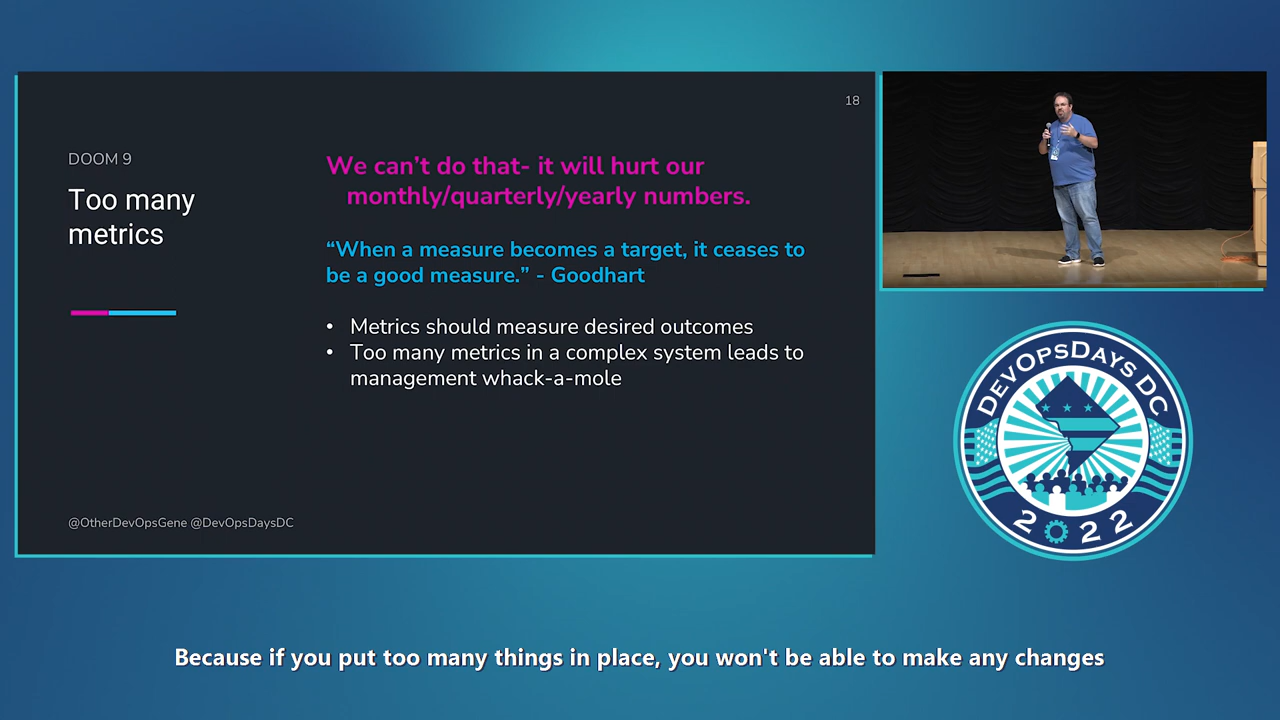 18
DOOM 9
Too many
metrics
We can't do that- it will hurt our
monthly/quarterly/yearly numbers.
“When a measure becomes a target, it ceases to
be a good measure.” - Goodhart
• Metrics should measure desired outcomes
• Too many metrics in a complex system leads to
management whack-a-mole
@OtherDevOpsGene @DevOpsDaysDC
DEVOPSDAYS DC
2022
Because if you put too many things in place, you won't be able to make any changes